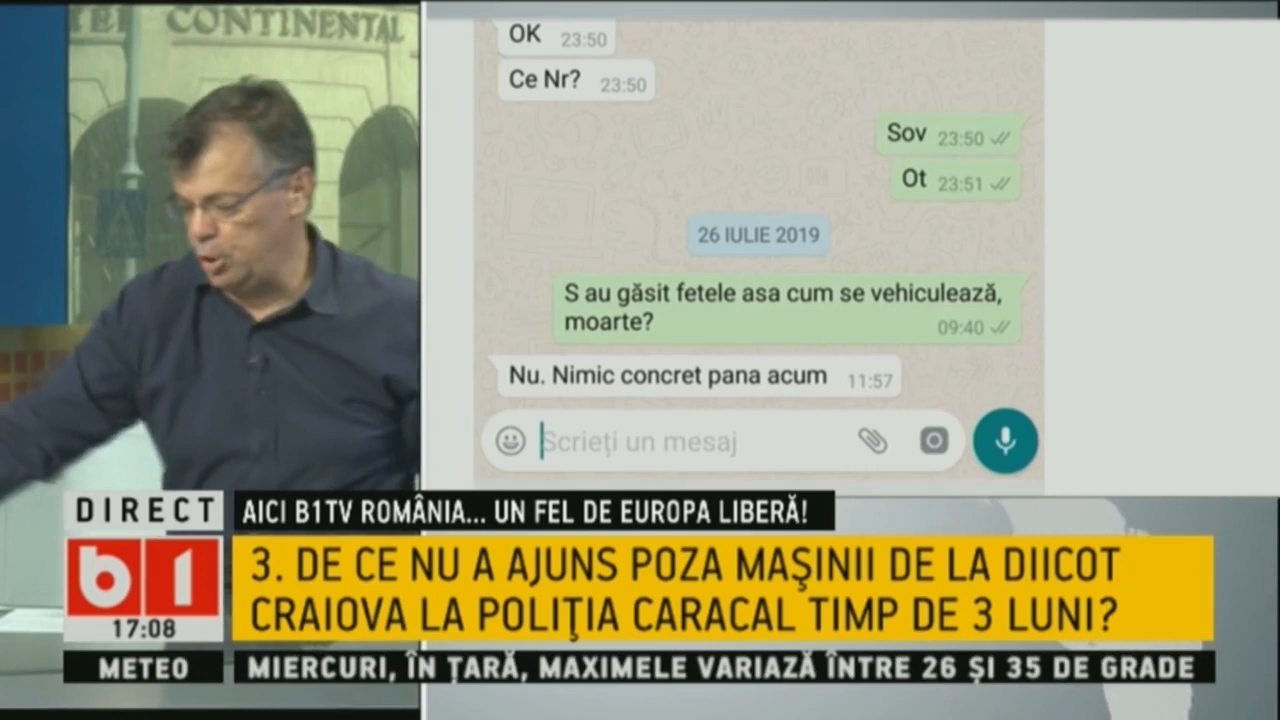 TEL CONTINENTAL
OK 23:50
Ce Nr? 23:50
Sov 23:50
Ot 23:51
26 IULIE 2019
S au găsit fetele asa cum se vehiculează,
moarte? 09:40
Nu. Nimic concret pana acum 11:57
Scrieți un mesaj
DIRECT
AICI B1TV ROMÂNIA... UN FEL DE EUROPA LIBERĂ!
b1
3. DE CE NU A AJUNS POZA MAŞINII DE LA DIICOT
CRAIOVA LA POLIŢIA CARACAL TIMP DE 3 LUNI?
17:08
METEO
MIERCURI, ÎN ŢARĂ, MAXIMELE VARIAZĂ ÎNTRE 26 ŞI 35 DE GRADE